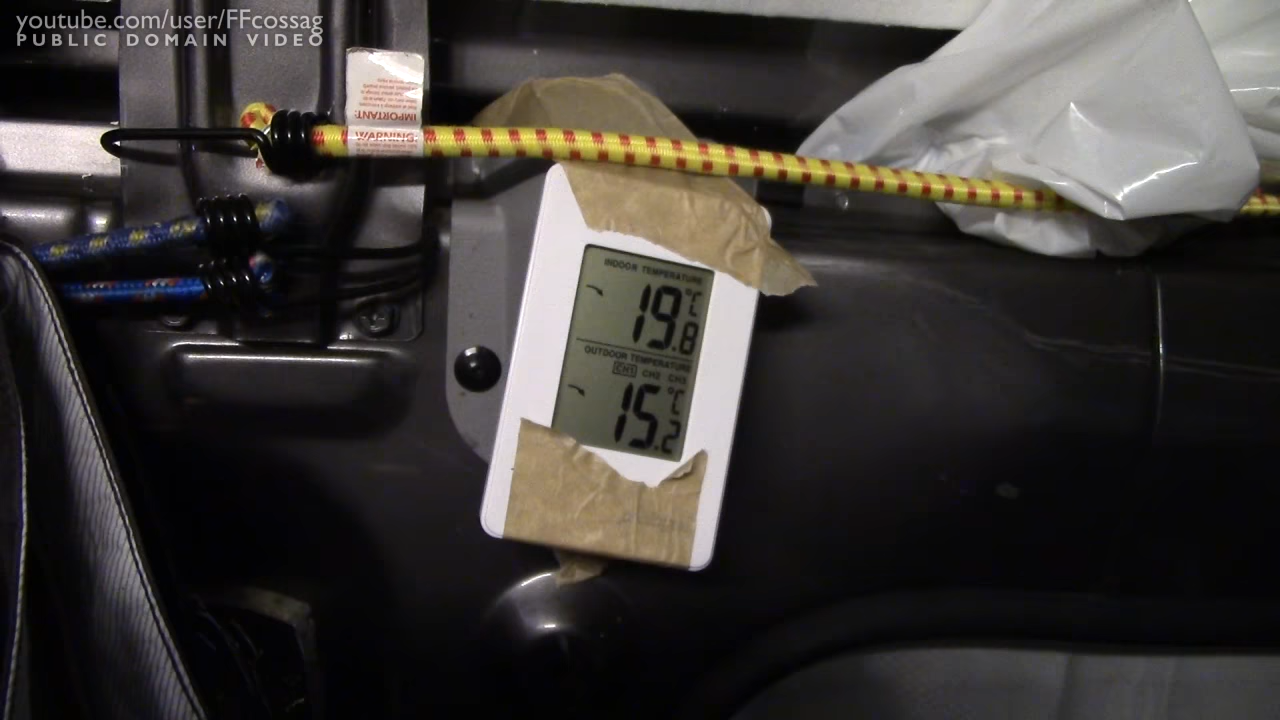 youtube.com/user/FFcossag
PUBLIC DOMAIN VIDEO
WARNING:
IMPORTANT:
INDOOR TEMPERATURE
19.8 °C
OUTDOOR TEMPERATURE
CH1 CH2 CH3
15.2 °C